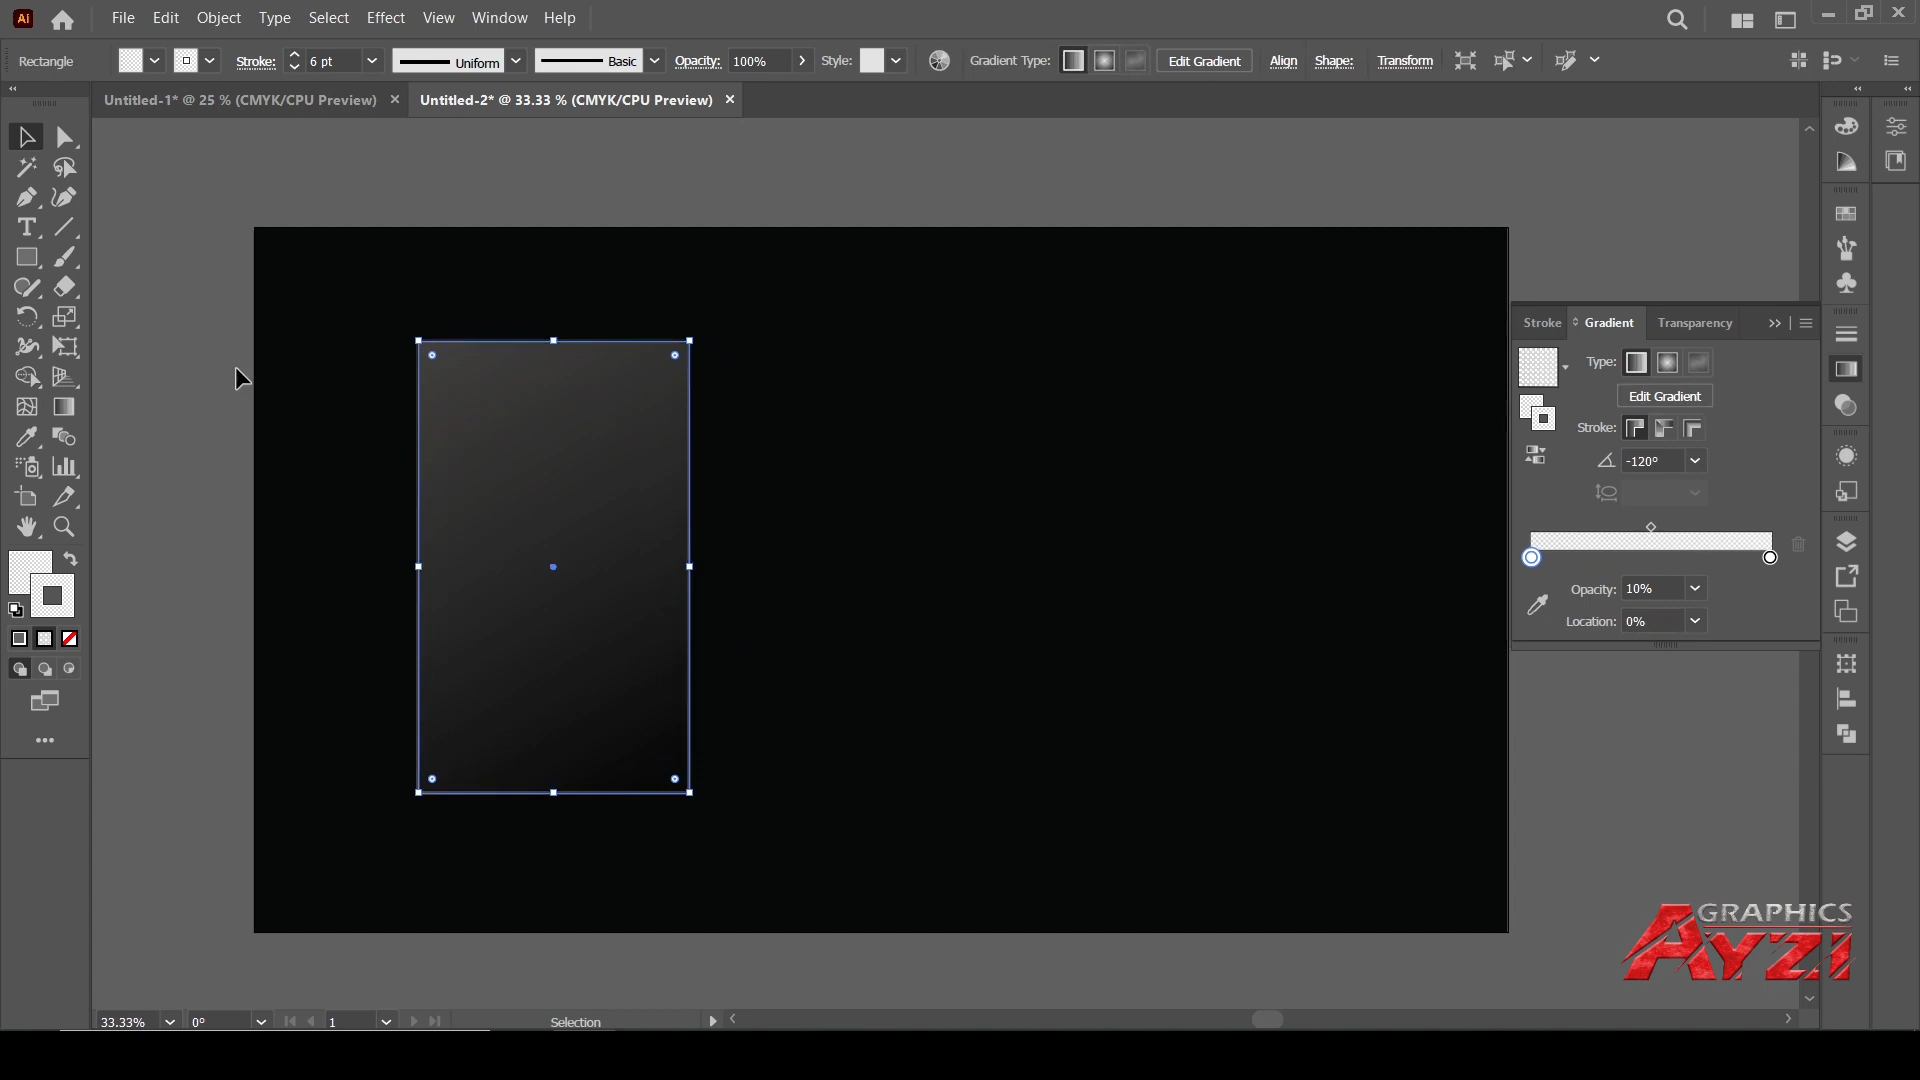 Ai File Edit Object Type Select Effect View Window Help
Rectangle Stroke: 6 pt Uniform Basic Opacity: 100% Style: Gradient Type: Edit Gradient Align Shape: Transform
Untitled-1* @ 25 % (CMYK/CPU Preview) Untitled-2* @ 33.33 % (CMYK/CPU Preview)
Stroke Gradient Transparency
Type:
Edit Gradient
Stroke:
-120°
Opacity: 10%
Location: 0%
GRAPHICS
AYZI
33.33% 0° 1 Selection